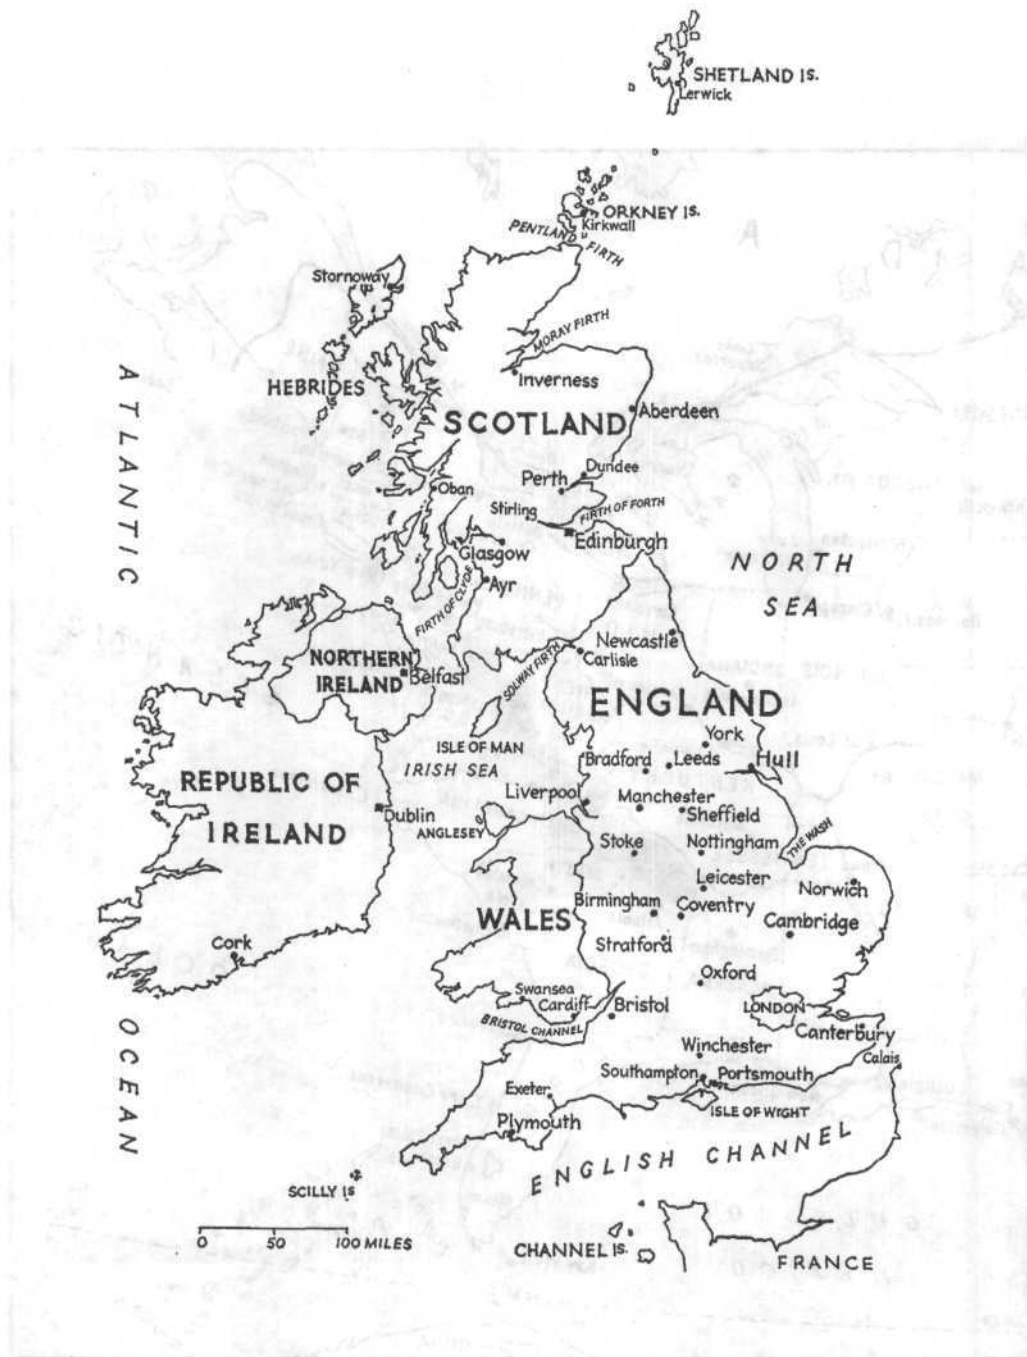 SHETLAND IS.
Lerwick
ORKNEY IS.
Kirkwall
PENTLAND FIRTH
Stornoway
MORAY FIRTH
HEBRIDES
Inverness
SCOTLAND
Aberdeen
Dundee
Perth
Oban
Stirling
FIRTH OF FORTH
Edinburgh
Glasgow
Ayr
FIRTH OF CLYDE
ATLANTIC
OCEAN
NORTH
SEA
Newcastle
Carlisle
SOLWAY FIRTH
NORTHERN
IRELAND
Belfast
ENGLAND
ISLE OF MAN
IRISH SEA
York
Bradford
Leeds
Hull
REPUBLIC OF
IRELAND
Dublin
Liverpool
Manchester
Sheffield
ANGLESEY
Stoke
Nottingham
THE WASH
Leicester
Norwich
Birmingham
Coventry
WALES
Cambridge
Stratford
Cork
Oxford
Swansea
Cardiff
Bristol
LONDON
BRISTOL CHANNEL
Canterbury
Winchester
Calais
Southampton
Portsmouth
Exeter
ISLE OF WIGHT
Plymouth
ENGLISH CHANNEL
SCILLY IS
0 50 100 MILES
CHANNEL IS.
FRANCE